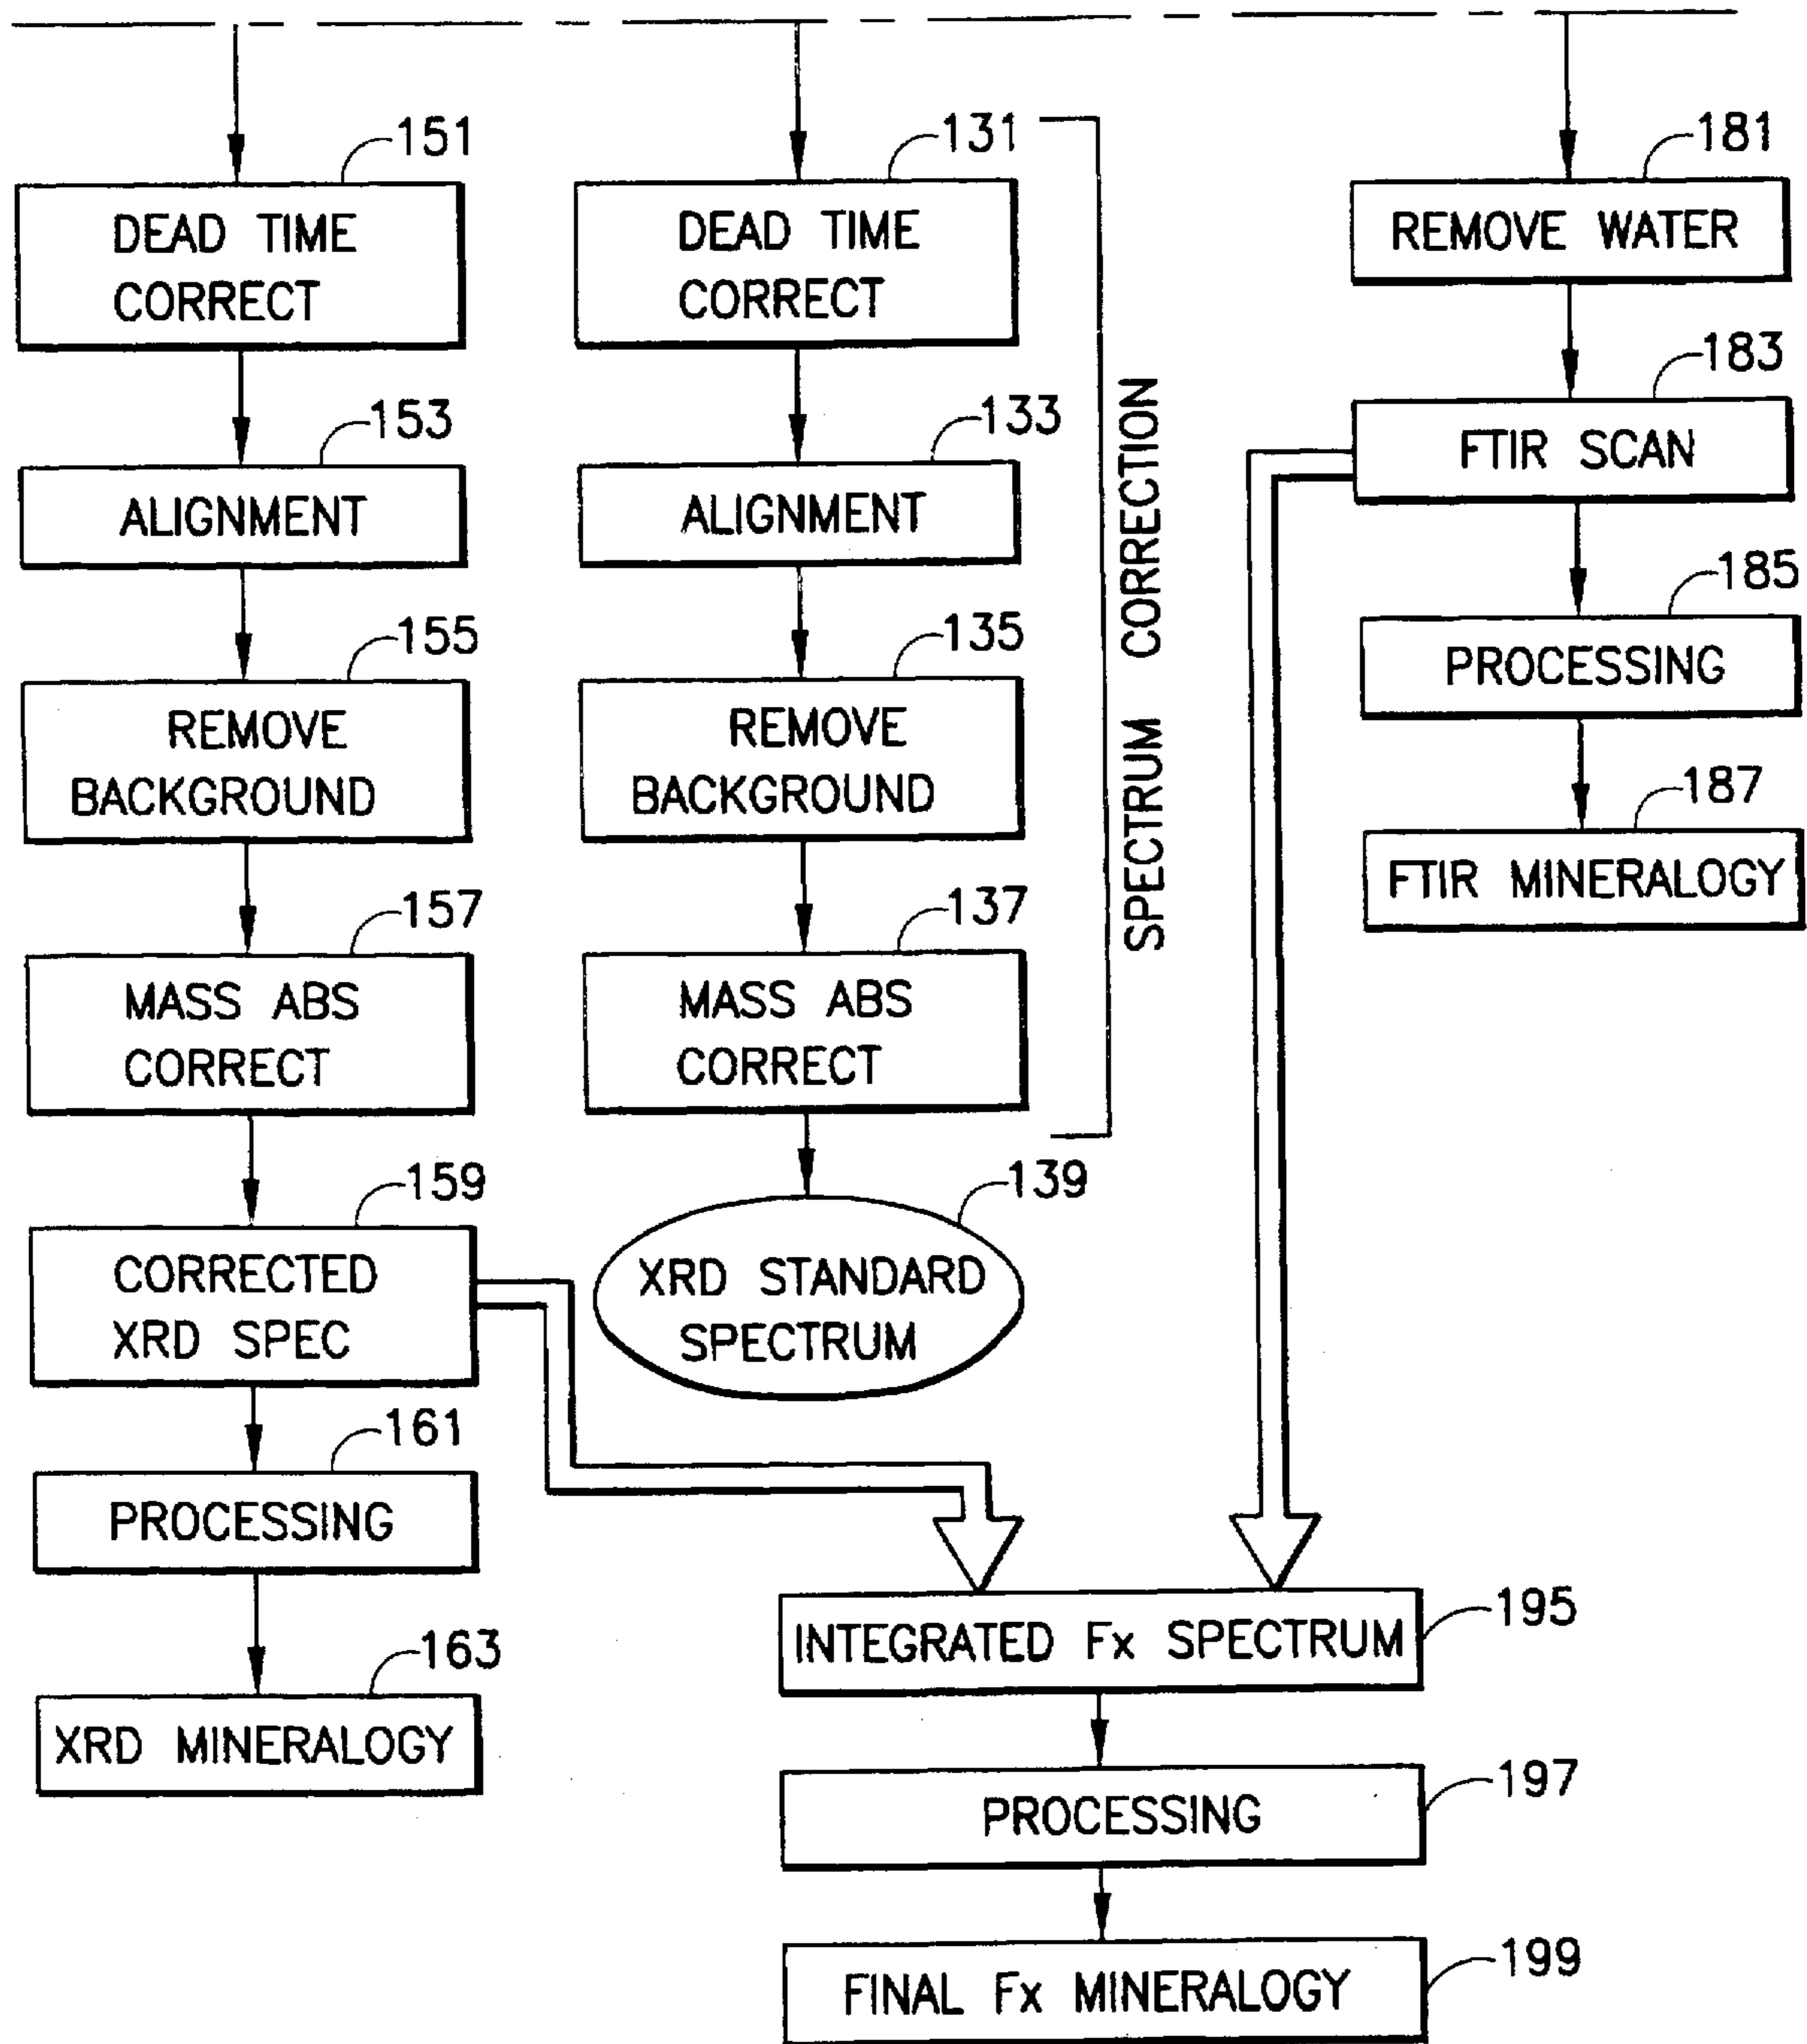 151
DEAD TIME
CORRECT
153
ALIGNMENT
155
REMOVE
BACKGROUND
157
MASS ABS
CORRECT
159
CORRECTED
XRD SPEC
161
PROCESSING
163
XRD MINERALOGY
131
DEAD TIME
CORRECT
133
ALIGNMENT
135
REMOVE
BACKGROUND
137
MASS ABS
CORRECT
139
XRD STANDARD
SPECTRUM
SPECTRUM CORRECTION
181
REMOVE WATER
183
FTIR SCAN
185
PROCESSING
187
FTIR MINERALOGY
195
INTEGRATED Fx SPECTRUM
197
PROCESSING
199
FINAL Fx MINERALOGY